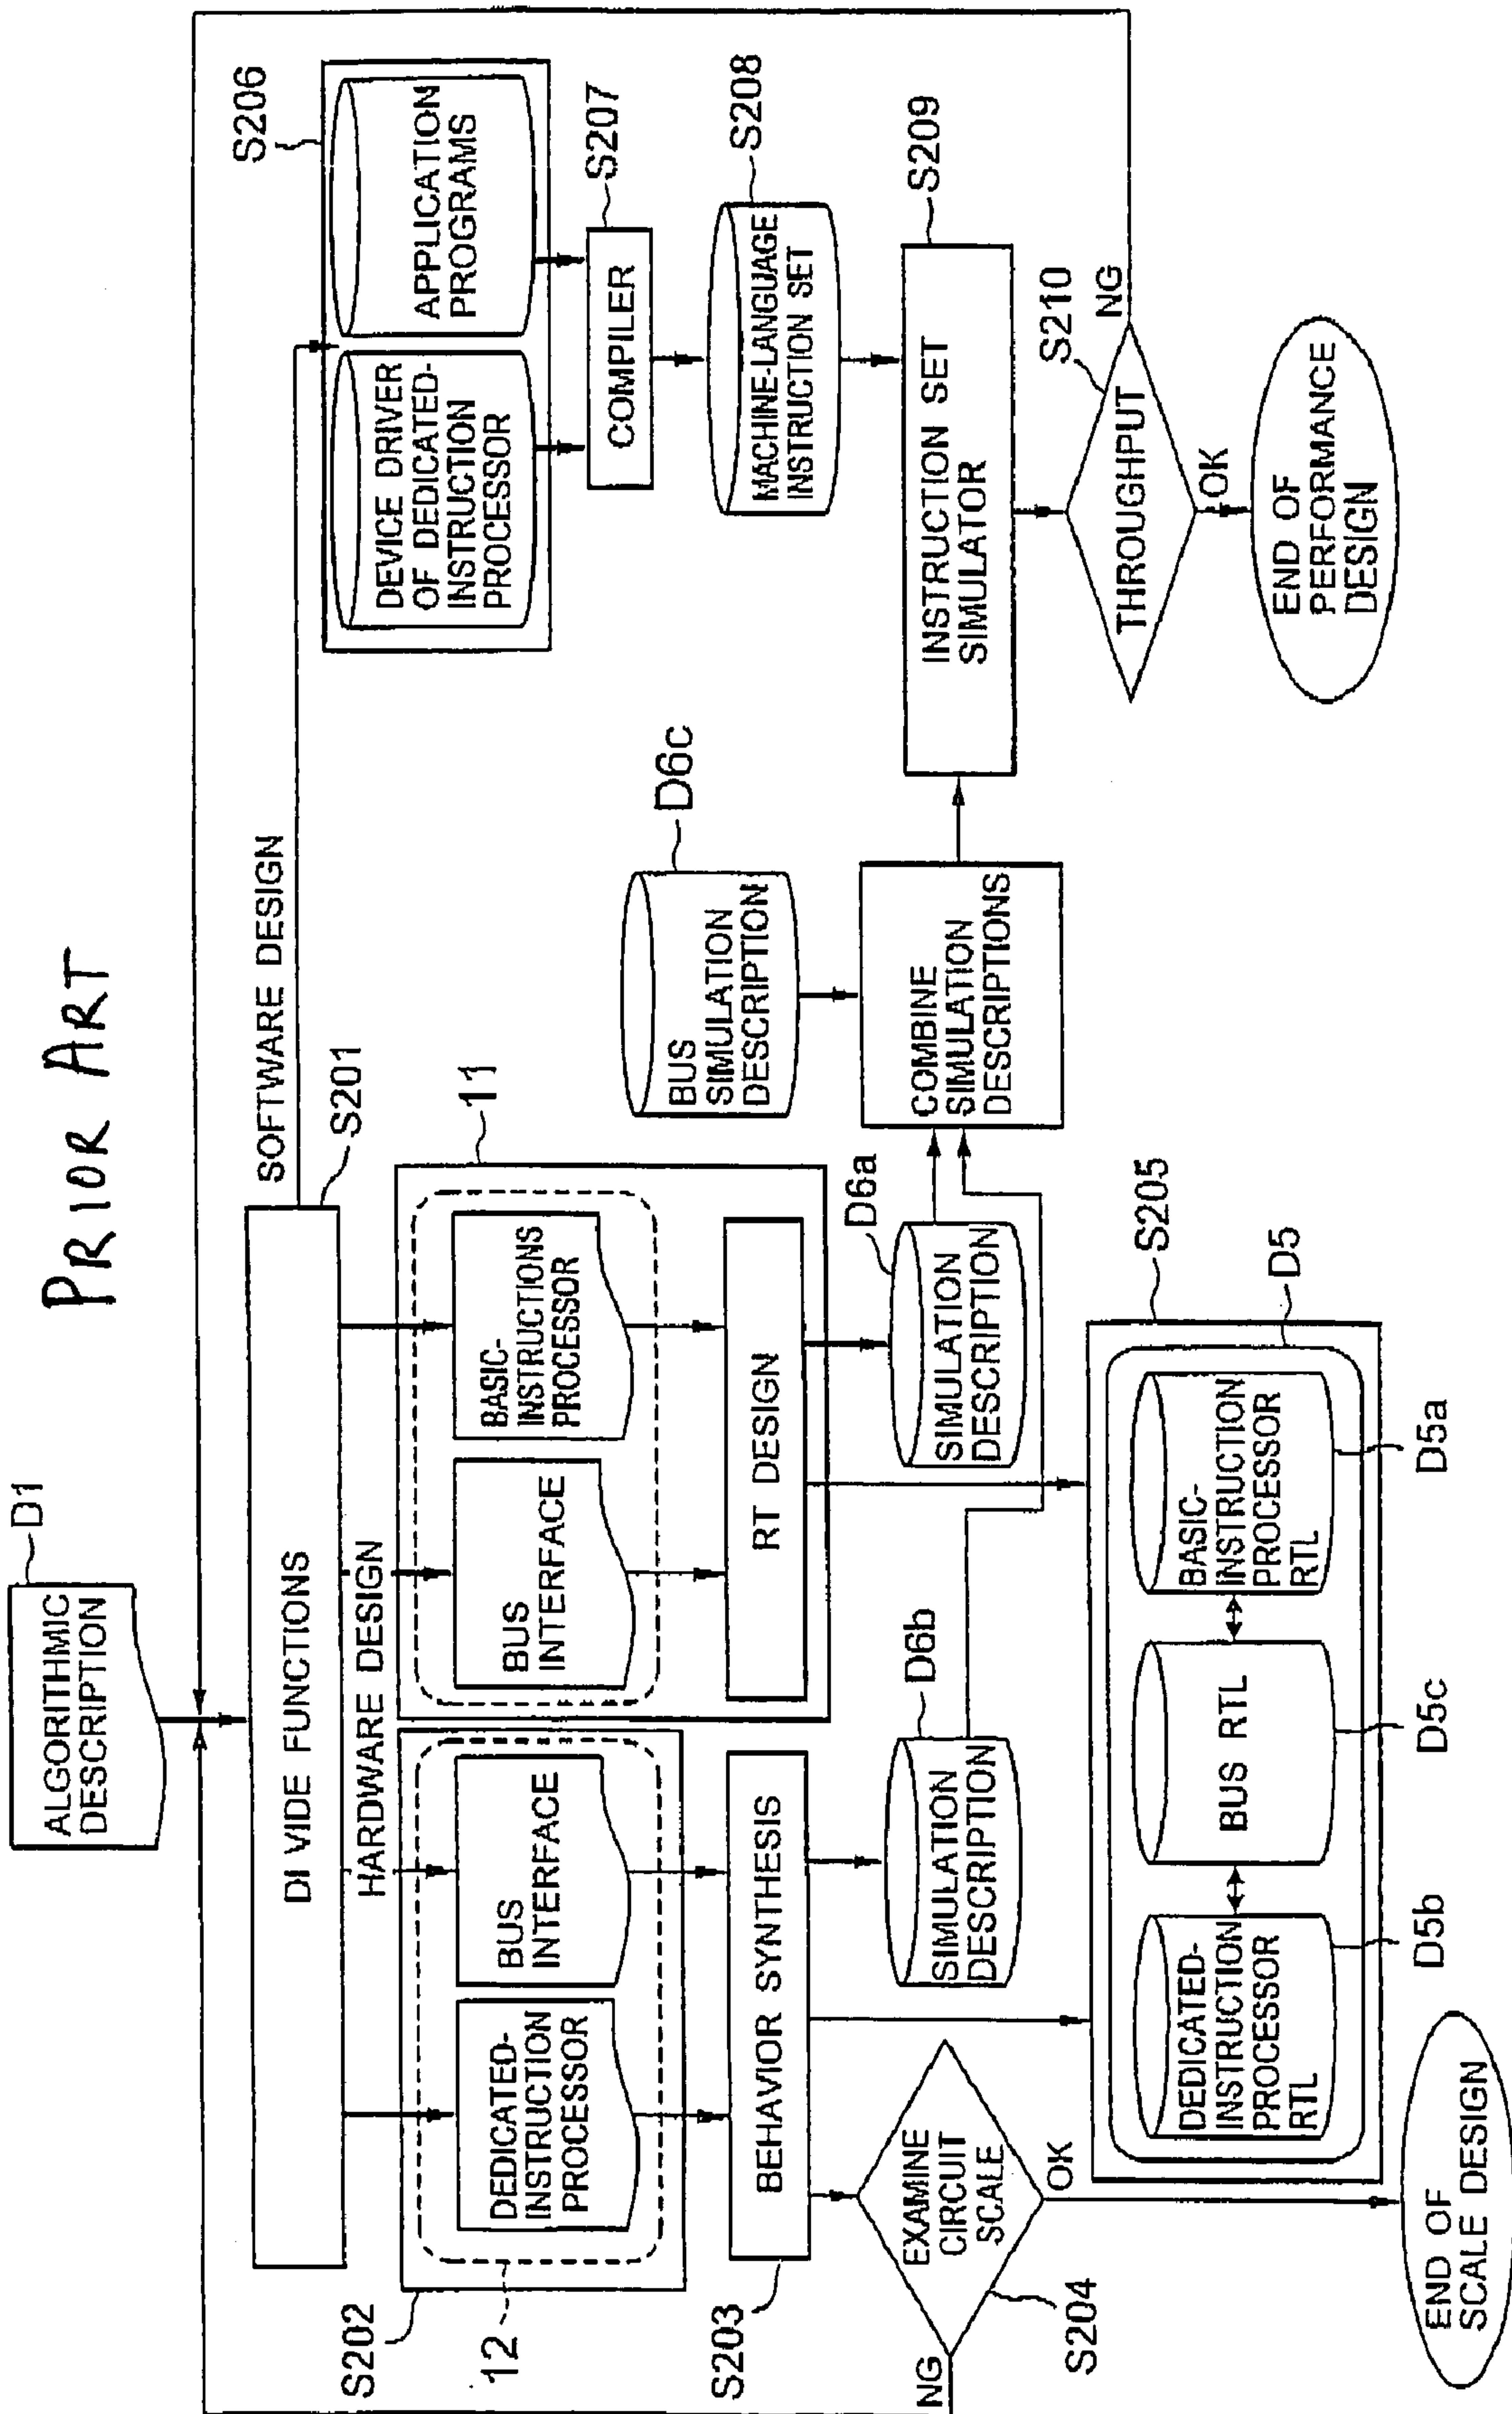 PRIOR ART
ALGORITHMIC
DESCRIPTION
D1
DIVIDE FUNCTIONS
S201
SOFTWARE DESIGN
HARDWARE DESIGN
S202
12
DEDICATED-
INSTRUCTION
PROCESSOR
BUS
INTERFACE
BUS
INTERFACE
BASIC-
INSTRUCTIONS
PROCESSOR
11
S203
BEHAVIOR SYNTHESIS
RT DESIGN
NG
EXAMINE
CIRCUIT
SCALE
S204
OK
END OF
SCALE DESIGN
SIMULATION
DESCRIPTION
D6b
SIMULATION
DESCRIPTION
D6a
BUS
SIMULATION
DESCRIPTION
D6c
COMBINE
SIMULATION
DESCRIPTIONS
S205
D5
DEDICATED-
INSTRUCTION
PROCESSOR
RTL
D5b
BUS RTL
D5c
BASIC-
INSTRUCTION
PROCESSOR
RTL
D5a
S206
DEVICE DRIVER
OF DEDICATED-
INSTRUCTION
PROCESSOR
APPLICATION
PROGRAMS
COMPILER
S207
MACHINE-LANGUAGE
INSTRUCTION SET
S208
INSTRUCTION SET
SIMULATOR
S209
THROUGHPUT
S210
NG
OK
END OF
PERFORMANCE
DESIGN